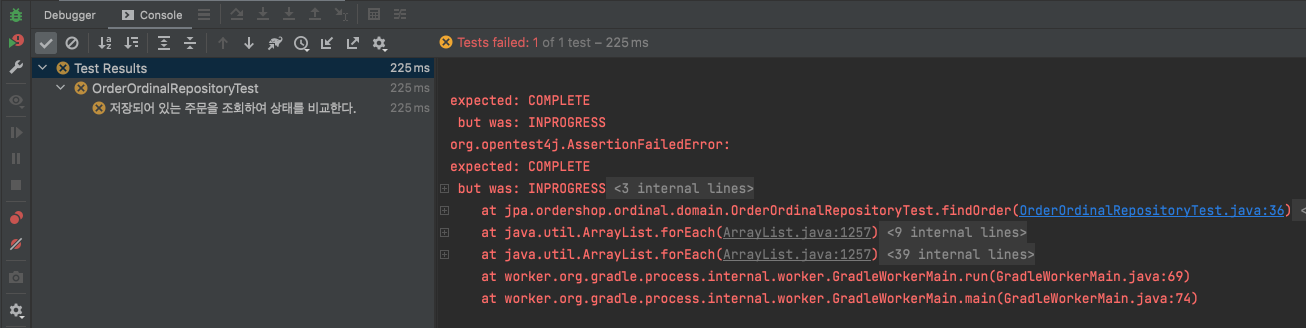 Debugger
Console
9
Tests failed: 1 of 1 test – 225 ms
Test Results 225 ms
OrderOrdinalRepositoryTest 225 ms
저장되어 있는 주문을 조회하여 상태를 비교한다. 225 ms
expected: COMPLETE
but was: INPROGRESS
org.opentest4j.AssertionFailedError:
expected: COMPLETE
but was: INPROGRESS <3 internal lines>
at jpa.ordershop.ordinal.domain.OrderOrdinalRepositoryTest.findOrder(OrderOrdinalRepositoryTest.java:36) <
at java.util.ArrayList.forEach(ArrayList.java:1257) <9 internal lines>
at java.util.ArrayList.forEach(ArrayList.java:1257) <39 internal lines>
at worker.org.gradle.process.internal.worker.GradleWorkerMain.run(GradleWorkerMain.java:69)
at worker.org.gradle.process.internal.worker.GradleWorkerMain.main(GradleWorkerMain.java:74)